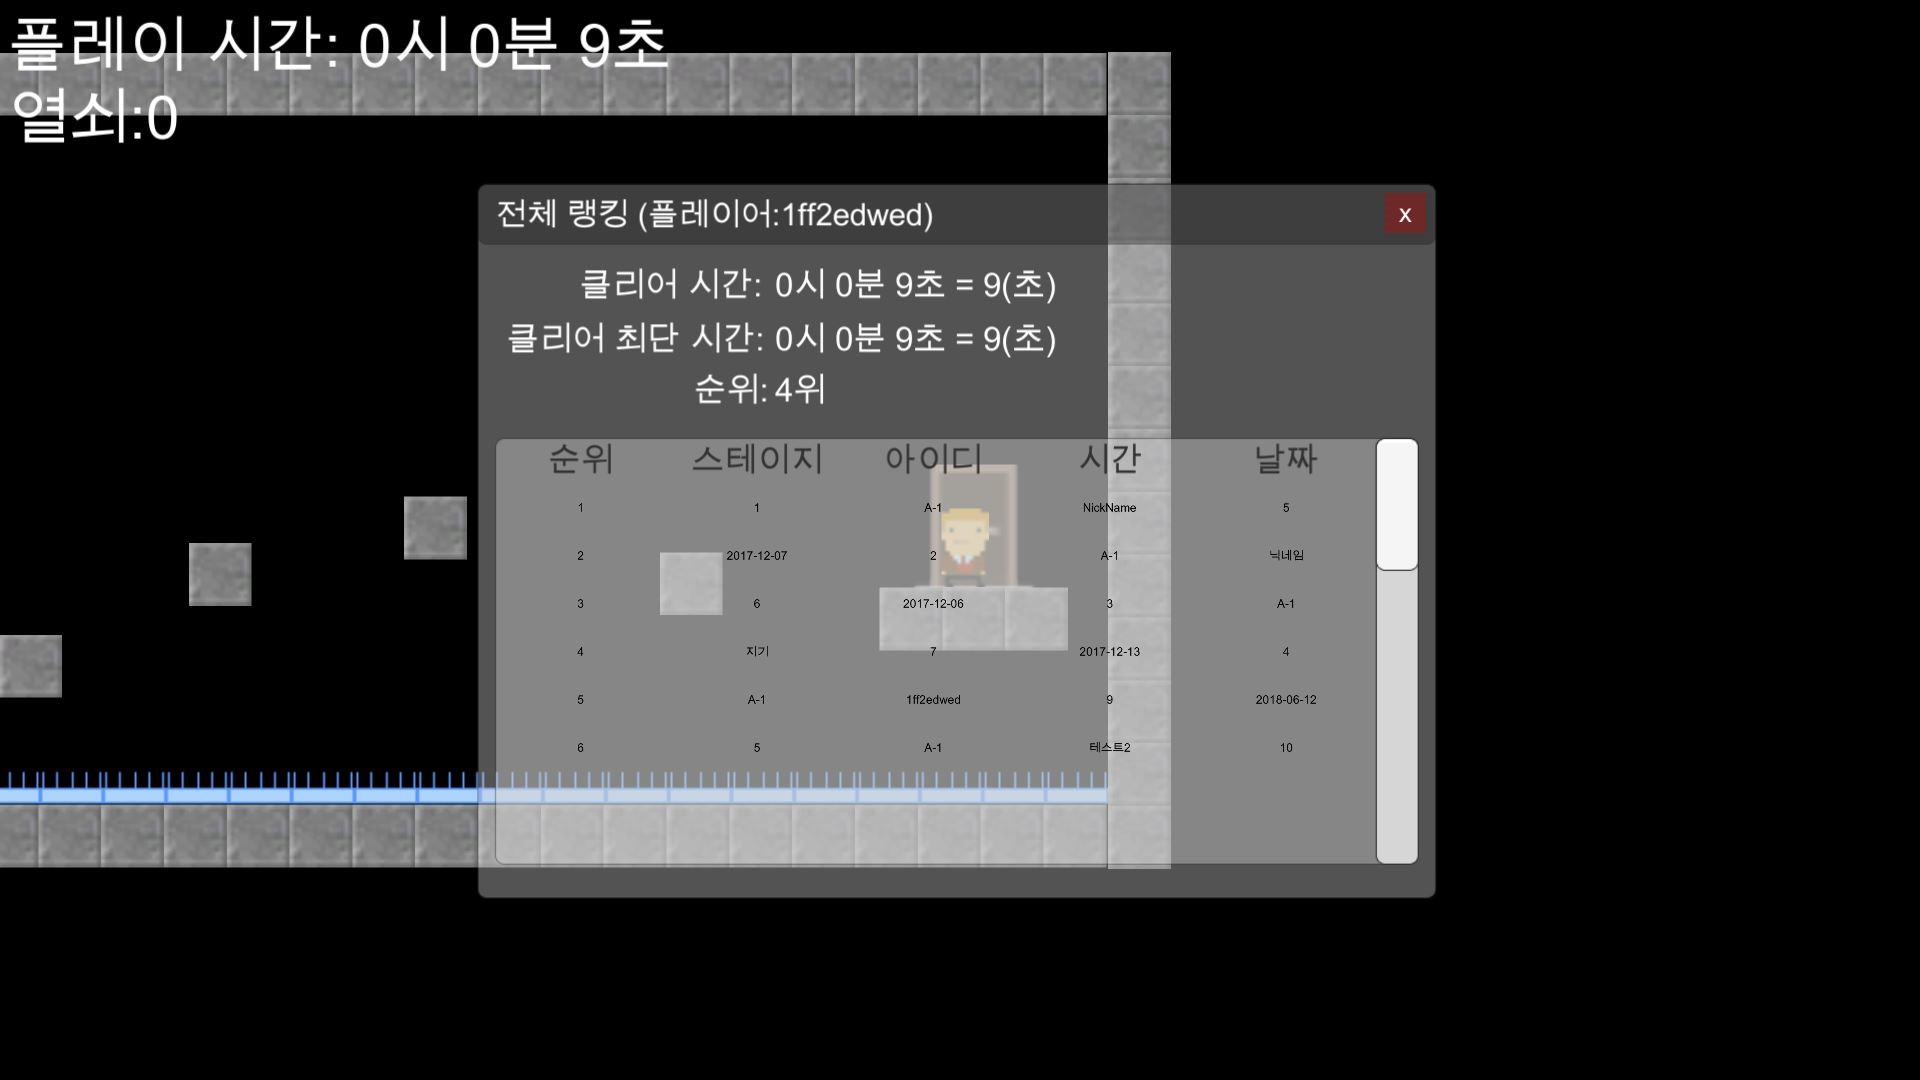 플레이 시간: 0시 0분 9초
열쇠:0
전체 랭킹 (플레이어:1ff2edwed)
x
클리어 시간: 0시 0분 9초 = 9(초)
클리어 최단 시간: 0시 0분 9초 = 9(초)
순위: 4위
순위 스테이지 아이디 시간 날짜
1 1 A-1 NickName 5
2 2017-12-07 2 A-1 닉네임
3 6 2017-12-06 3 A-1
4 지기 7 2017-12-13 4
5 A-1 1ff2edwed 9 2018-06-12
6 5 A-1 테스트2 10